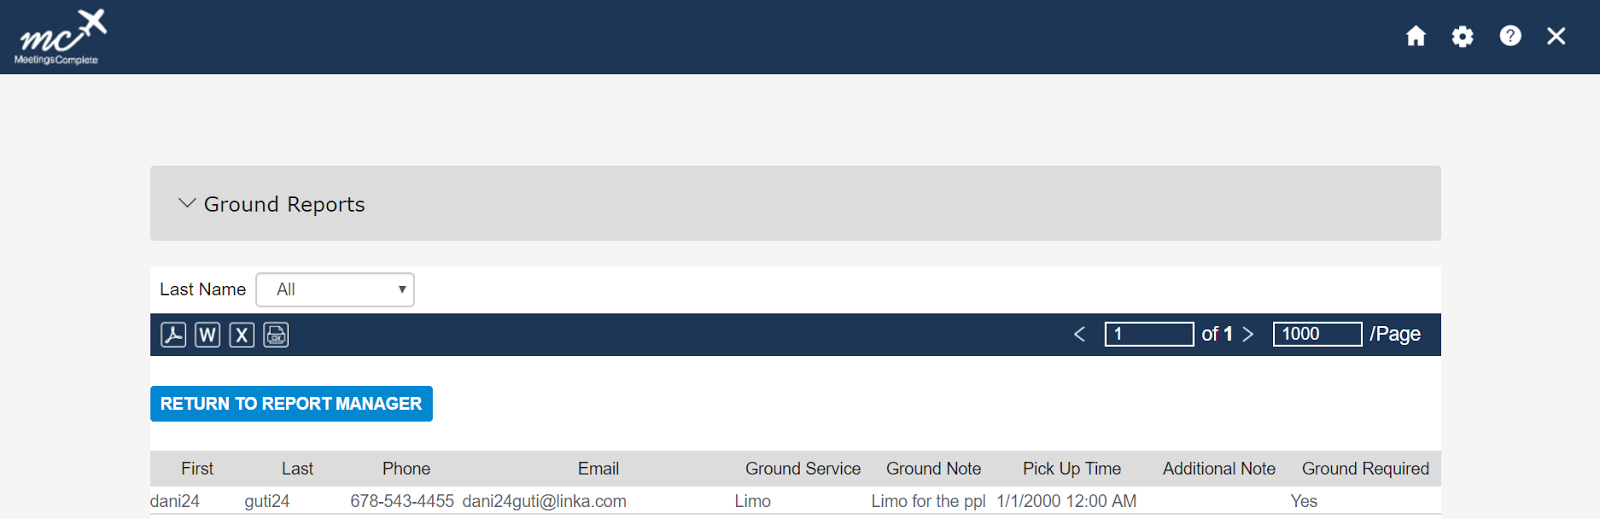 mc
MeetingsComplete
Ground Reports
Last Name All
W X 1 of 1 1000 /Page
RETURN TO REPORT MANAGER
First Last Phone Email Ground Service Ground Note Pick Up Time Additional Note Ground Required
dani24 guti24 678-543-4455 dani24guti@linka.com Limo Limo for the ppl 1/1/2000 12:00 AM Yes